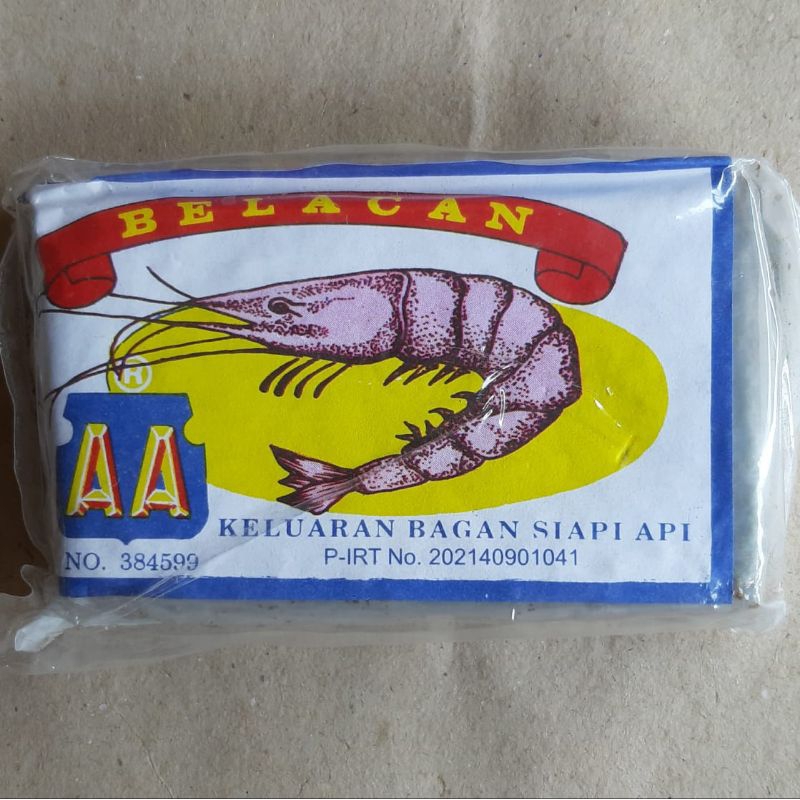 BELACAN
®
AA
NO. 384599
KELUARAN BAGAN SIAPI API
P-IRT No. 202140901041